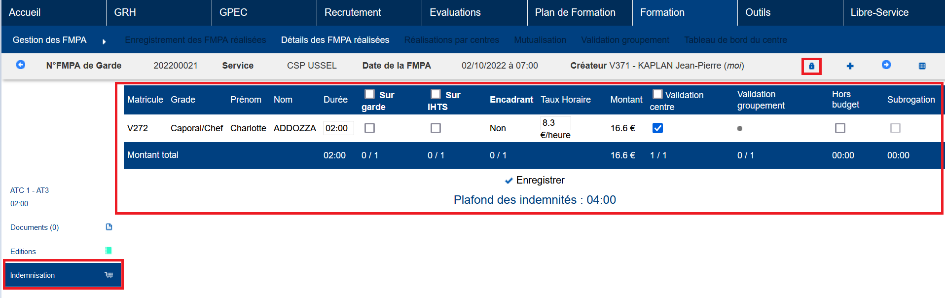 Accueil GRH GPEC Recrutement Evaluations Plan de Formation Formation Outils Libre-Service
Gestion des FMPA Enregistrement des FMPA réalisées Détails des FMPA réalisées Réalisations par centres Mutualisation Validation groupement Tableau de bord du centre
N°FMPA de Garde 202200021 Service CSP USSEL Date de la FMPA 02/10/2022 à 07:00 Créateur V371 - KAPLAN Jean-Pierre (moi)
Matricule Grade Prénom Nom Durée Sur garde Sur IHTS Encadrant Taux Horaire Montant Validation centre Validation groupement Hors budget Subrogation
V272 Caporal/Chef Charlotte ADDOZZA 02:00 Non 8.3 €/heure 16.6 €
Montant total 02:00 0 / 1 0 / 1 0 / 1 16.6 € 1 / 1 0 / 1 00:00 00:00
Enregistrer
Plafond des indemnités : 04:00
ATC 1 - AT3
02:00
Documents (0)
Editions
Indemnisation